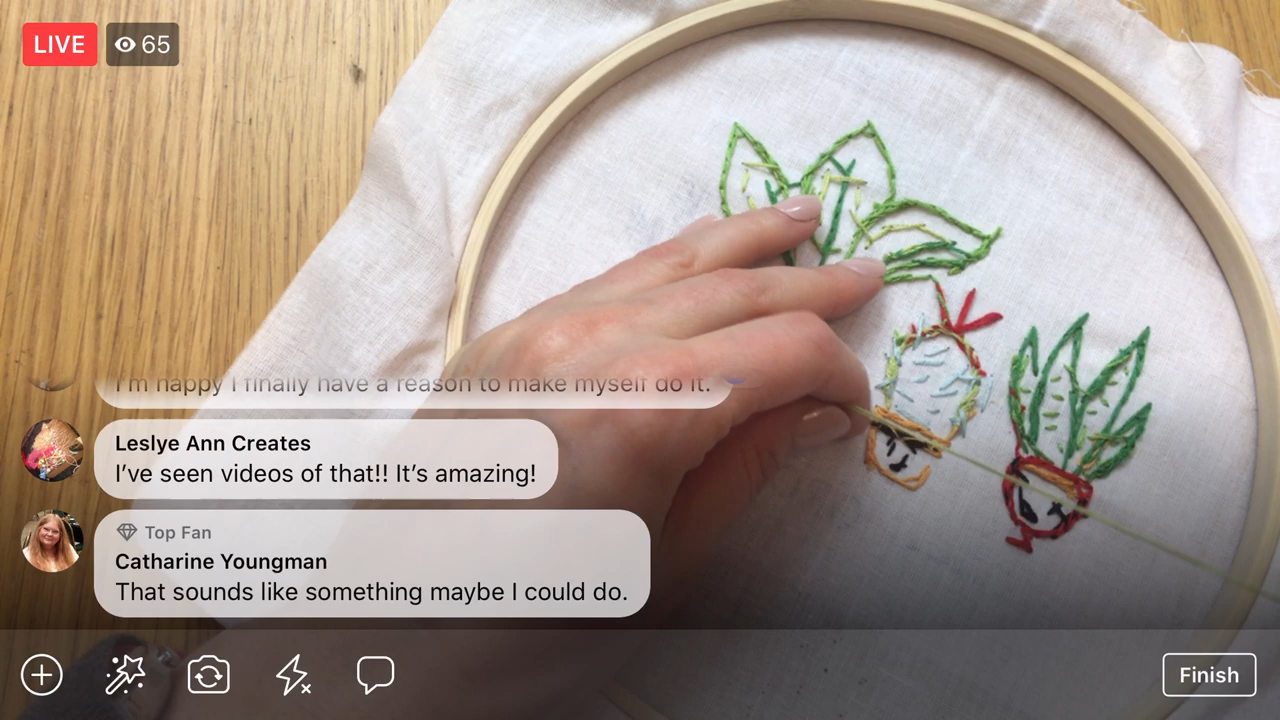 LIVE
65
I'm happy I finally have a reason to make myself do it.
Leslye Ann Creates
I've seen videos of that!! It's amazing!
Top Fan
Catharine Youngman
That sounds like something maybe I could do.
Finish